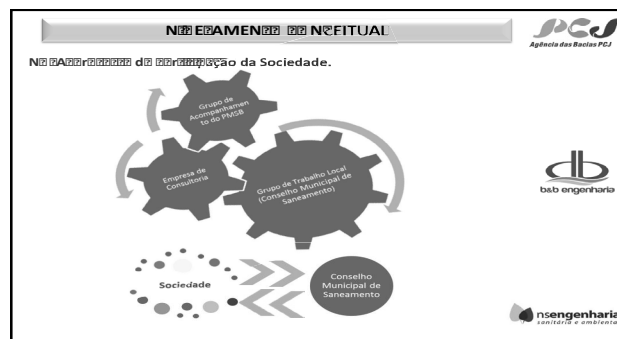 Agência das Bacias PCJ
da Sociedade.
Grupo de
Acompanhamen
to do PMSB
Empresa de
Consultoria
Grupo de Trabalho Local
(Conselho Municipal de
Saneamento)
b&b engenharia
Sociedade
Conselho
Municipal de
Saneamento
nsengenharia
sanitária e ambiental